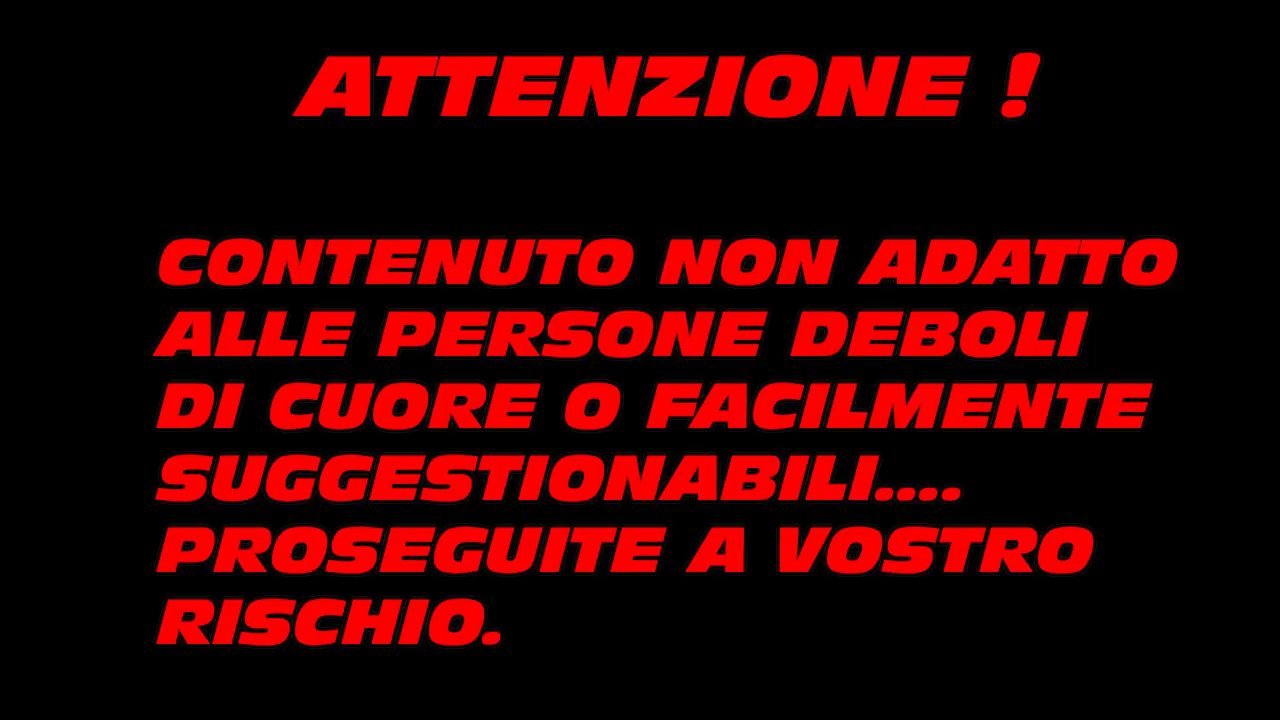 ATTENZIONE !
CONTENUTO NON ADATTO
ALLE PERSONE DEBOLI
DI CUORE O FACILMENTE
SUGGESTIONABILI....
PROSEGUITE A VOSTRO
RISCHIO.